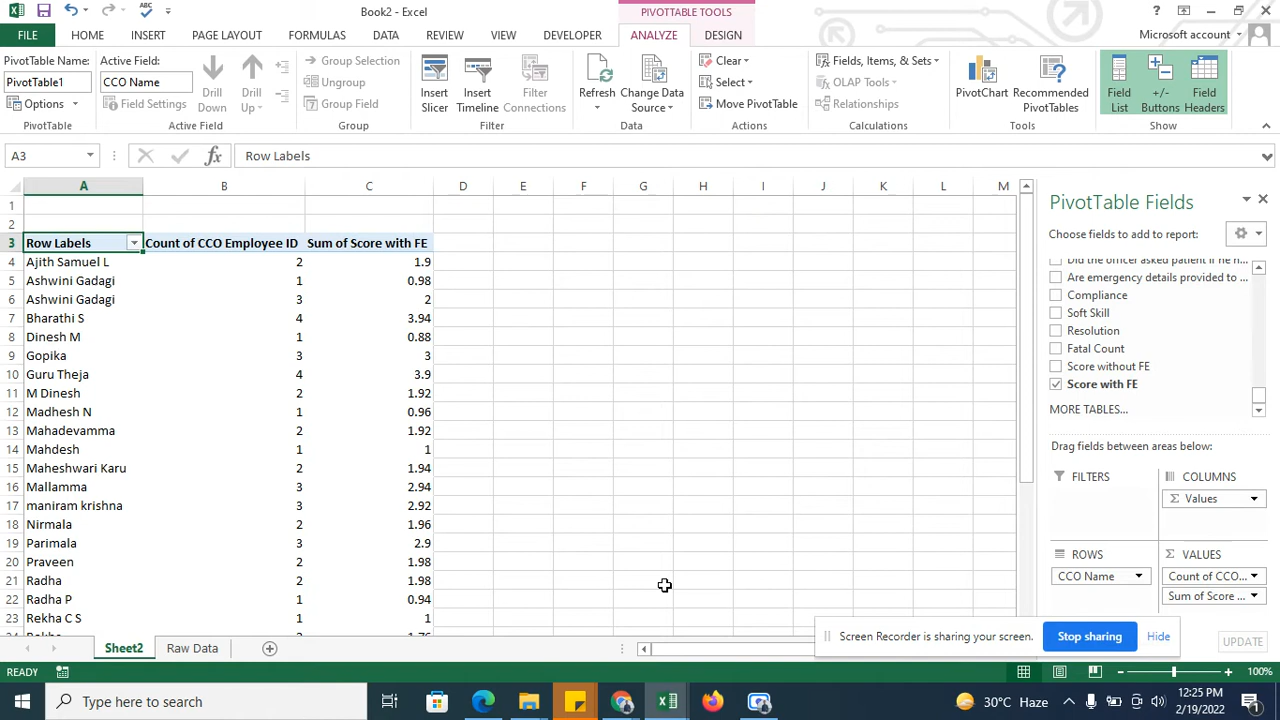 Book2 - Excel
PIVOTTABLE TOOLS
FILE HOME INSERT PAGE LAYOUT FORMULAS DATA REVIEW VIEW DEVELOPER ANALYZE DESIGN
Microsoft account
PivotTable Name:
PivotTable1
Options
PivotTable
Active Field:
CCO Name
Field Settings
Drill Down
Drill Up
Active Field
Group Selection
Ungroup
Group Field
Group
Insert Slicer
Insert Timeline
Filter Connections
Filter
Refresh
Change Data Source
Data
Clear
Select
Move PivotTable
Actions
Fields, Items, & Sets
OLAP Tools
Relationships
Calculations
PivotChart
Recommended PivotTables
Tools
Field List
+/- Buttons
Field Headers
Show
A3 fx Row Labels
A B C D E F G H I J K L M
1
2
3 Row Labels Count of CCO Employee ID Sum of Score with FE
4 Ajith Samuel L 2 1.9
5 Ashwini Gadagi 1 0.98
6 Ashwini Gadagi 3 2
7 Bharathi S 4 3.94
8 Dinesh M 1 0.88
9 Gopika 3 3
10 Guru Theja 4 3.9
11 M Dinesh 2 1.92
12 Madhesh N 1 0.96
13 Mahadevamma 2 1.92
14 Mahdesh 1 1
15 Maheshwari Karu 2 1.94
16 Mallamma 3 2.94
17 maniram krishna 3 2.92
18 Nirmala 2 1.96
19 Parimala 3 2.9
20 Praveen 2 1.98
21 Radha 2 1.98
22 Radha P 1 0.94
23 Rekha C S 1 1
PivotTable Fields
Choose fields to add to report:
Did the officer asked patient if he n...
Are emergency details provided to ...
Compliance
Soft Skill
Resolution
Fatal Count
Score without FE
Score with FE
MORE TABLES...
Drag fields between areas below:
FILTERS
COLUMNS
Σ Values
ROWS
CCO Name
Σ VALUES
Count of CCO...
Sum of Score ...
UPDATE
Screen Recorder is sharing your screen.
Stop sharing
Hide
Sheet2 Raw Data
READY
100%
Type here to search
30°C Haze
12:25 PM
2/19/2022